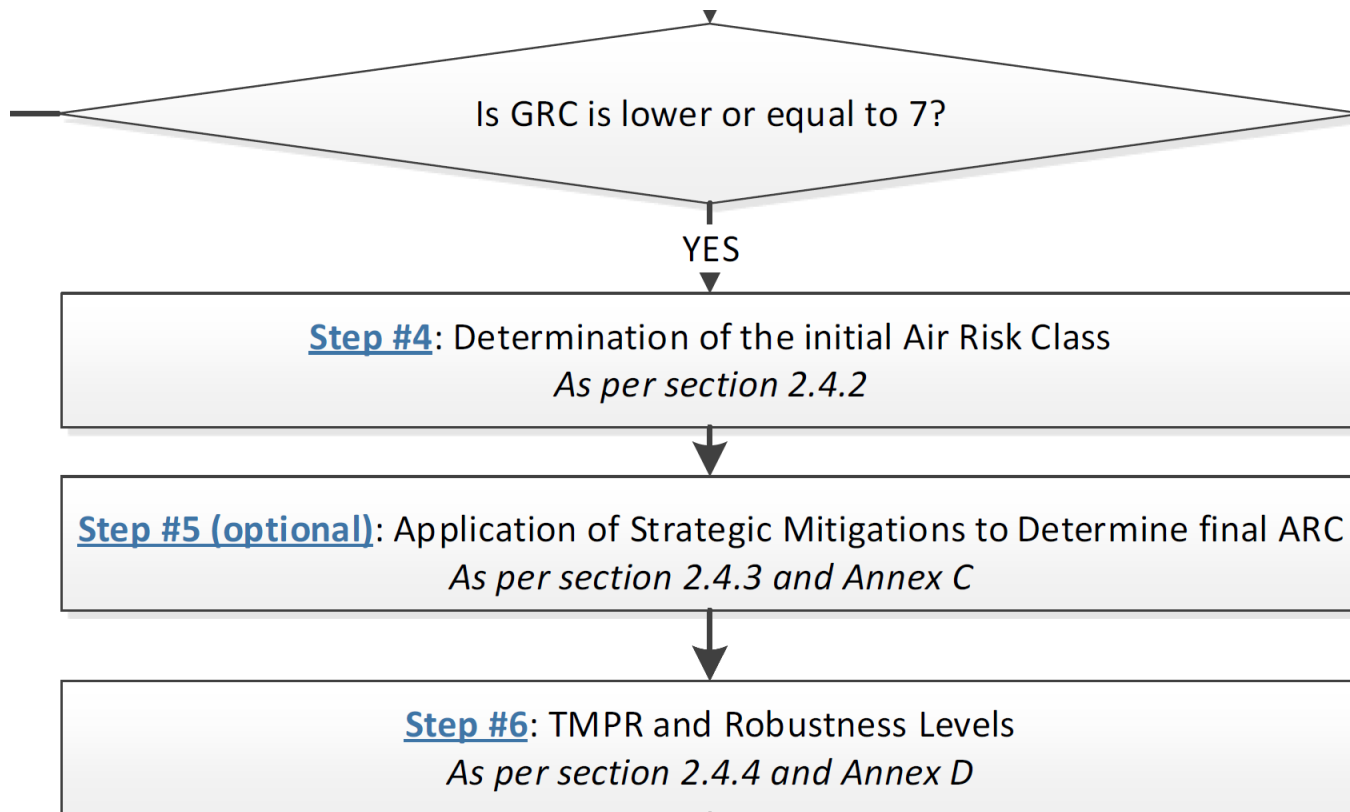 Is GRC is lower or equal to 7?
YES
Step #4: Determination of the initial Air Risk Class
As per section 2.4.2
Step #5 (optional): Application of Strategic Mitigations to Determine final ARC
As per section 2.4.3 and Annex C
Step #6: TMPR and Robustness Levels
As per section 2.4.4 and Annex D